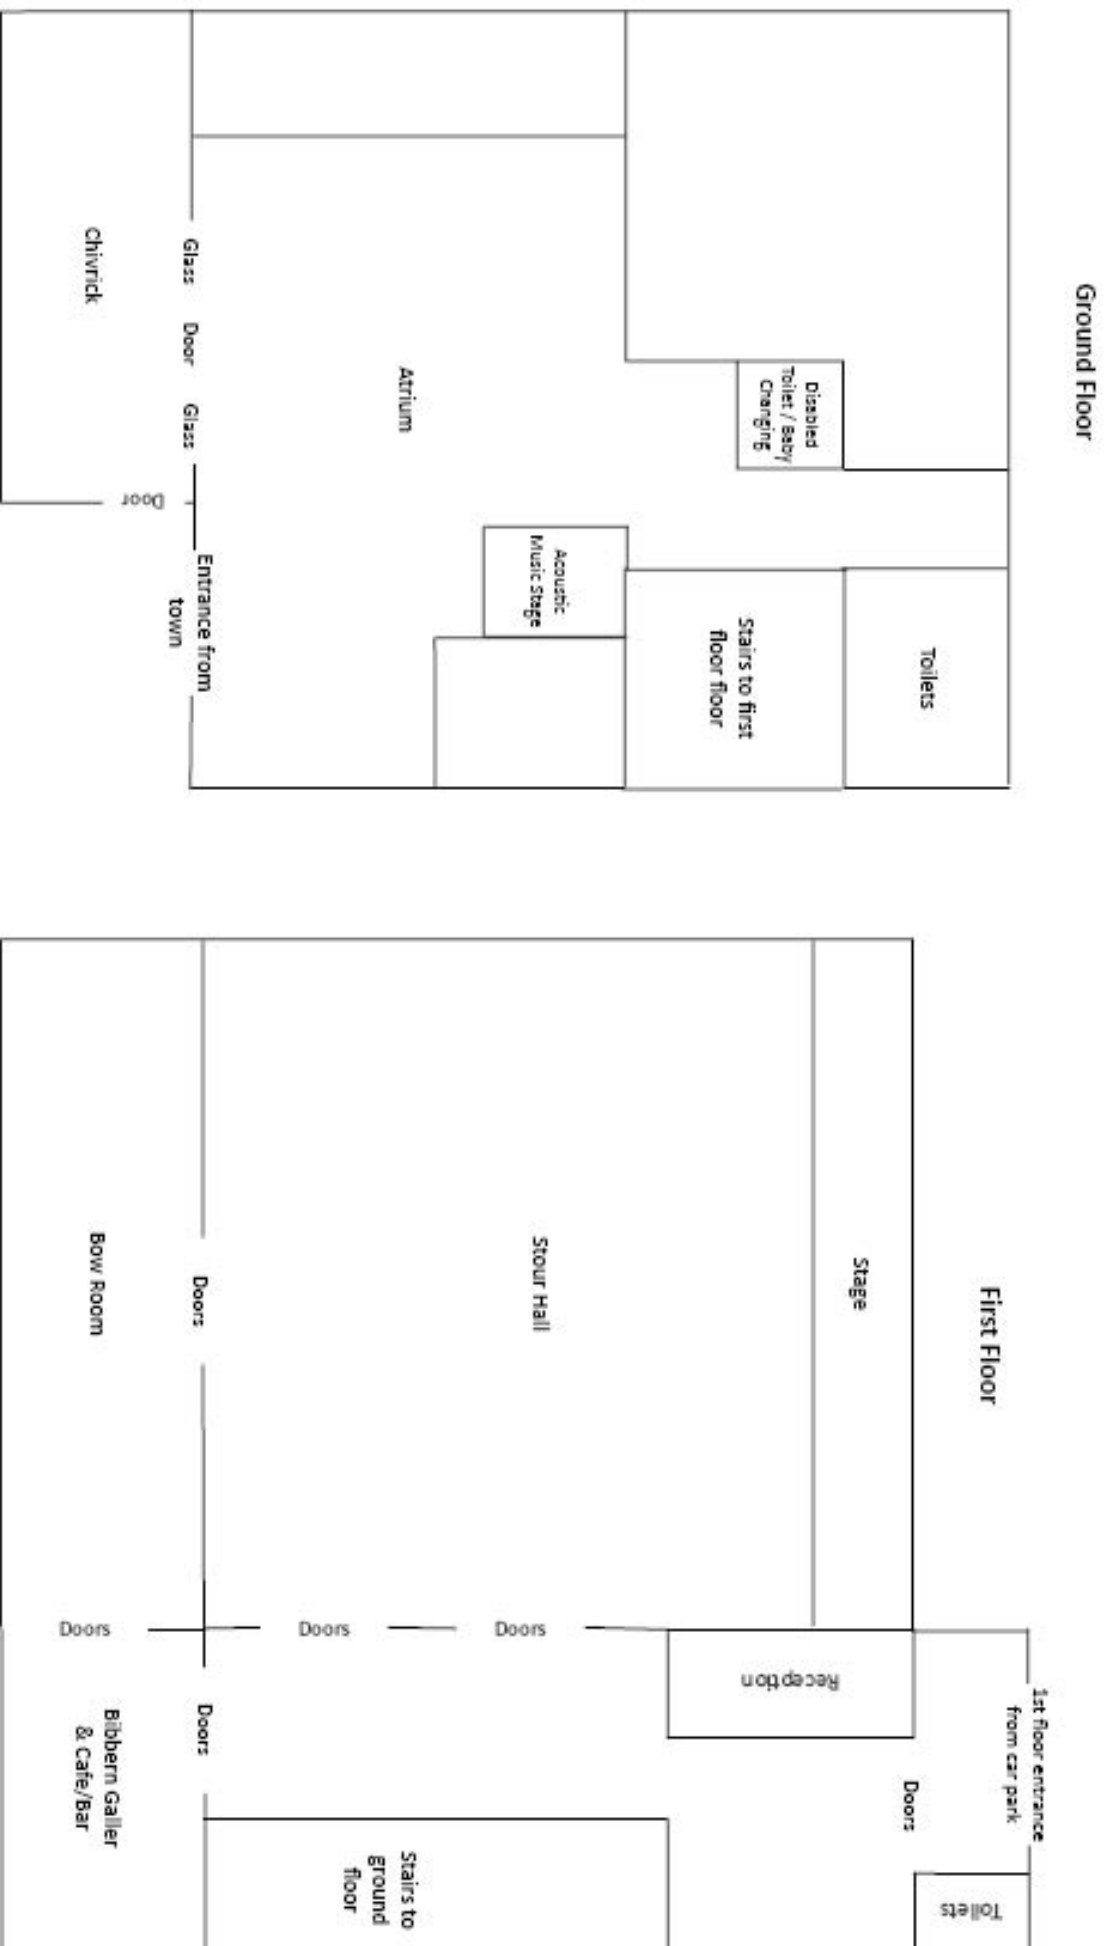 Ground Floor
Disabled
Toilet / Baby
Changing
Toilets
Stairs to first
floor floor
Acoustic
Music Stage
Atrium
Glass
Door
Glass
Entrance from
town
Door
Chivrick
First Floor
1st floor entrance
from car park
Toilets
Doors
Stage
Reception
Stour Hall
Doors
Doors
Stairs to
ground
floor
Doors
Doors
Doors
Bow Room
Bibbern Galler
& Cafe/Bar